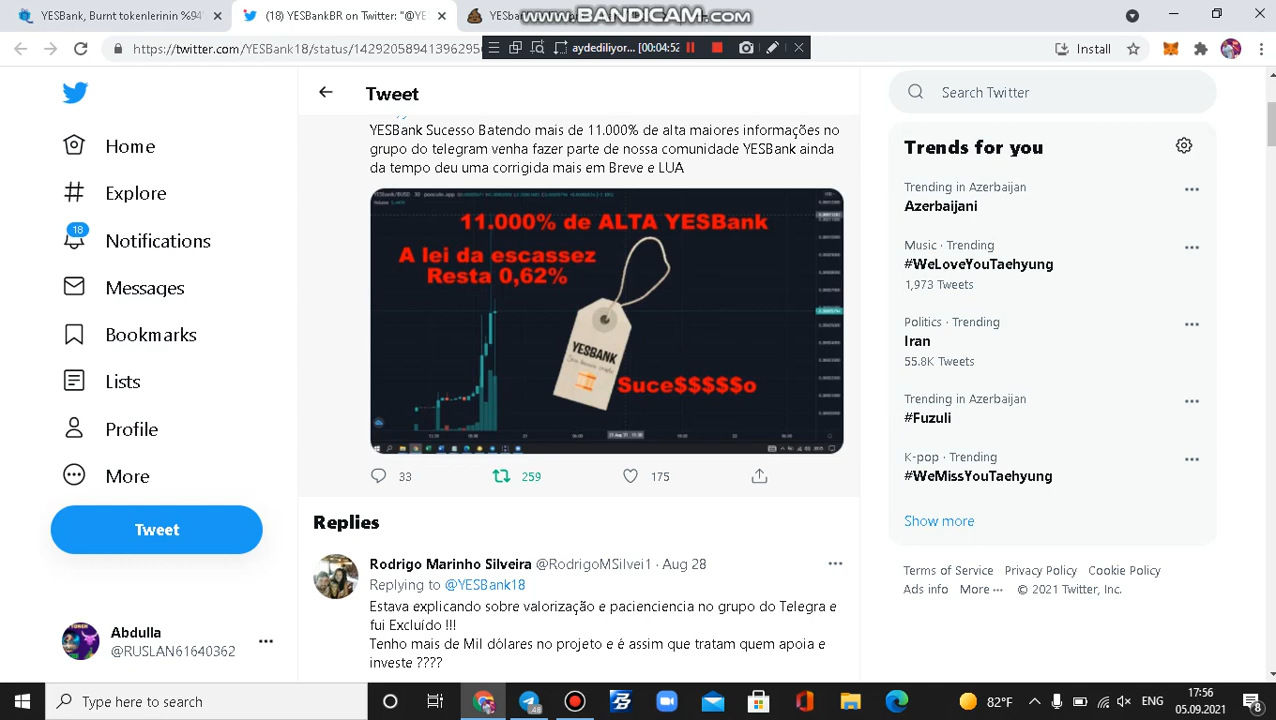 YESBank, Burnt tokenlerinin %94
(18) YESBankBR on Twitter: "@YE
YESba
www.BANDICAM.com
https://twitter.com/YESBank18/status/1429205894139629
aydediliyor... [00:04:52
Install
Tweet
Search Twitter
YESBank Sucesso Batendo mais de 11.000% de alta maiores informações no
grupo do telegram venha fazer parte de nossa comunidade YESBank ainda
da tempo deu uma corrigida mais em Breve e LUA
11.000% de ALTA YESBank
A lei da escassez
Resta 0,62%
YESBANK
Suce$$$$$o
33
259
175
Replies
Rodrigo Marinho Silveira @RodrigoMSilvei1 · Aug 28
Replying to @YESBank18
Estava explicando sobre valorização e pacienciencia no grupo do Telegra e
fui Excluído !!!
Tenho mais de Mil dólares no projeto e é assim que tratam quem apoia e
investe ????
Home
Explore
18
Notifications
Messages
Bookmarks
Profile
More
Tweet
Abdulla
@RUSLAN61640362
Trends for you
Trending in Azerbaijan
Azerbaijani
Music · Trending
#WeLoveYouTaehyung
1,973 Tweets
Politics · Trending
Iran
55.8K Tweets
Trending in Azerbaijan
#Fuzuli
K-pop · Trending
#WeMissYouTaehyung
Show more
Terms of Service Privacy Policy Cookie Policy
Ads info More ··· © 2021 Twitter, Inc.
Type here to search
82°F
ENG
17:56
05.09.2021
8